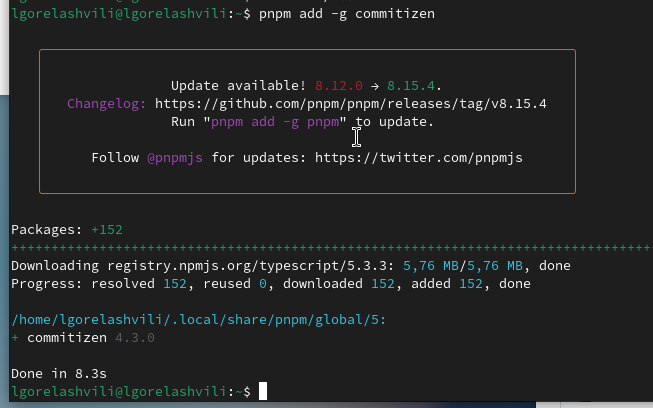 lgorelashvili@lgorelashvili:~$ pnpm add -g commitizen
Update available! 8.12.0 → 8.15.4.
Changelog: https://github.com/pnpm/pnpm/releases/tag/v8.15.4
Run "pnpm add -g pnpm" to update.
Follow @pnpmjs for updates: https://twitter.com/pnpmjs
Packages: +152
++++++++++++++++++++++++++++++++++++++++++++++++++++++++++++++++++++++++++++++++
Downloading registry.npmjs.org/typescript/5.3.3: 5,76 MB/5,76 MB, done
Progress: resolved 152, reused 0, downloaded 152, added 152, done
/home/lgorelashvili/.local/share/pnpm/global/5:
+ commitizen 4.3.0
Done in 8.3s
lgorelashvili@lgorelashvili:~$